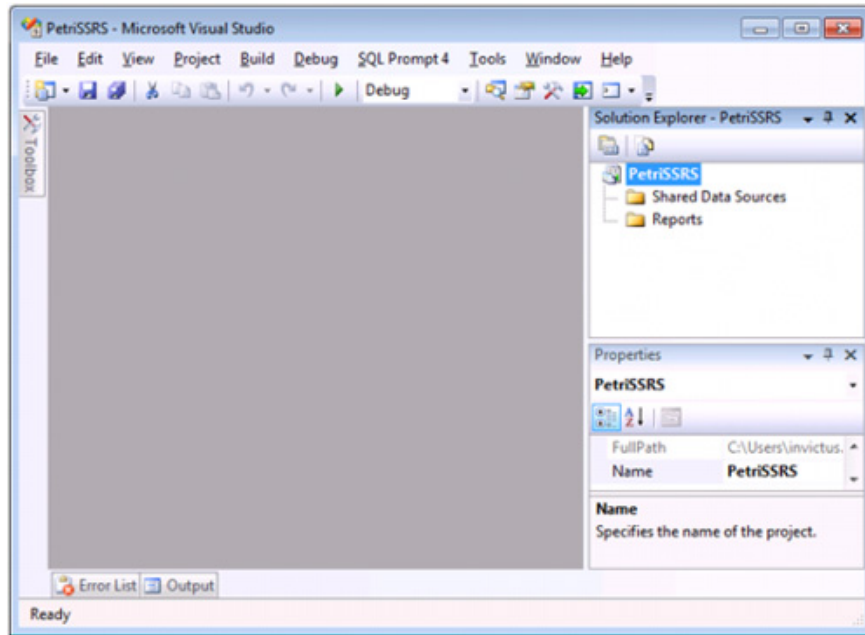 PetriSSRS - Microsoft Visual Studio
File Edit View Project Build Debug SQL Prompt 4 Tools Window Help
Debug
Toolbox
Solution Explorer - PetriSSRS
PetriSSRS
Shared Data Sources
Reports
Properties
PetriSSRS
FullPath C:\Users\invictus.
Name PetriSSRS
Name
Specifies the name of the project.
Error List Output
Ready